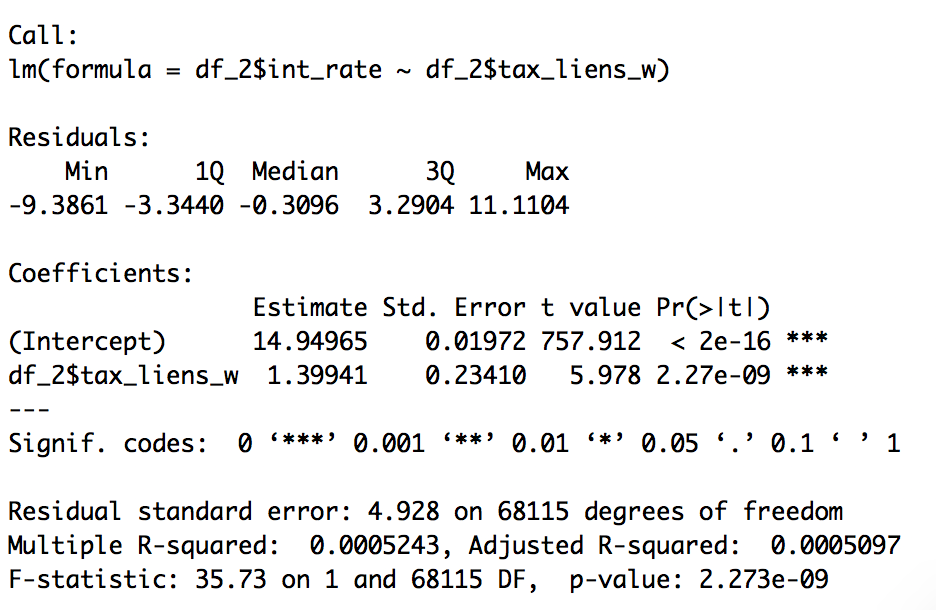 Call:
lm(formula = df_2$int_rate ~ df_2$tax_liens_w)
Residuals:
    Min      1Q  Median      3Q     Max
-9.3861 -3.3440 -0.3096  3.2904 11.1104
Coefficients:
                 Estimate Std. Error t value Pr(>|t|)
(Intercept)      14.94965    0.01972 757.912  < 2e-16 ***
df_2$tax_liens_w  1.39941    0.23410   5.978 2.27e-09 ***
---
Signif. codes:  0 ‘***’ 0.001 ‘**’ 0.01 ‘*’ 0.05 ‘.’ 0.1 ‘ ’ 1
Residual standard error: 4.928 on 68115 degrees of freedom
Multiple R-squared:  0.0005243, Adjusted R-squared:  0.0005097
F-statistic: 35.73 on 1 and 68115 DF,  p-value: 2.273e-09